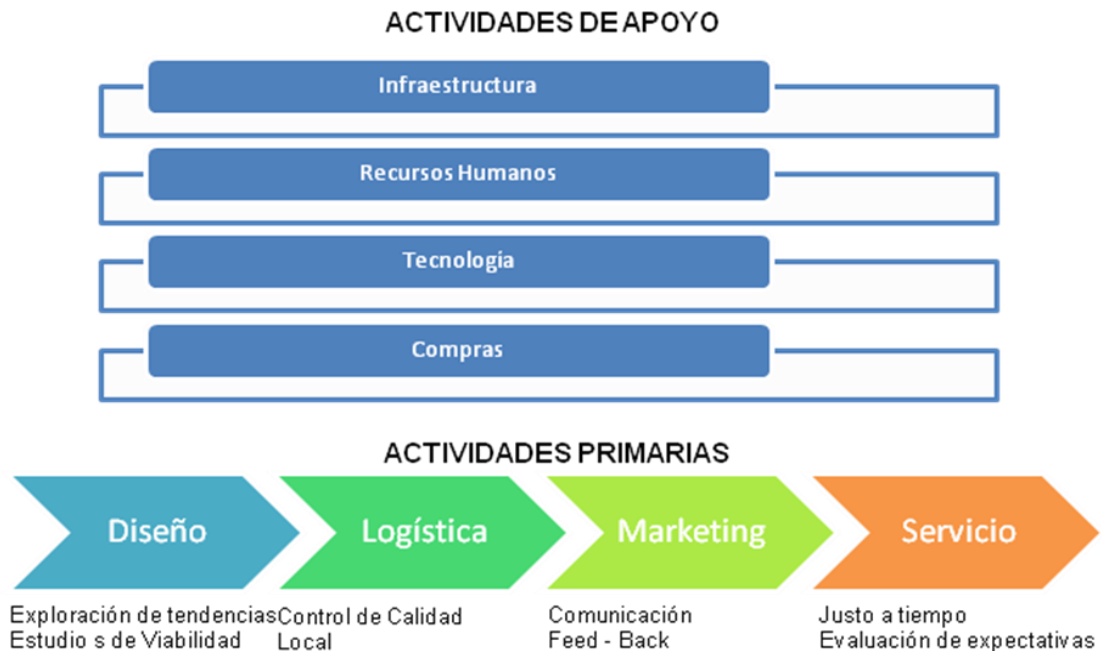 ACTIVIDADES DE APOYO
Infraestructura
Recursos Humanos
Tecnología
Compras
ACTIVIDADES PRIMARIAS
Diseño
Logística
Marketing
Servicio
Exploración de tendencias
Estudio s de Viabilidad
Control de Calidad
Local
Comunicación
Feed - Back
Justo a tiempo
Evaluación de expectativas